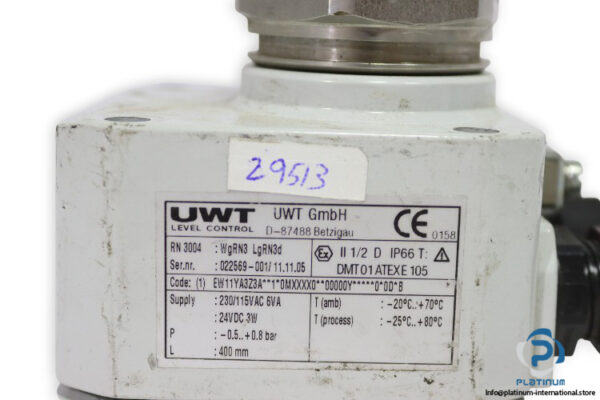 29513
UWT
LEVEL CONTROL
UWT GmbH
D-87488 Betzigau
CE 0158
RN 3004 : WgRN3 LgRN3d
Ser.nr. : 022569-001/ 11.11.05
Ex II 1/2 D IP66 T: ⚠
DMT 01 ATEX E 105
Code: (1) EW11YA3Z3A**1*0MXXXX0**00000Y*****0*0D*B
Supply : 230/115VAC 6VA
: 24VDC 3W
P : -0.5..+0.8 bar
L : 400 mm
T (amb) : -20°C..+70°C
T (process) : -25°C..+80°C
PLATINUM
INTERNATIONAL
Info@platinum-international.store